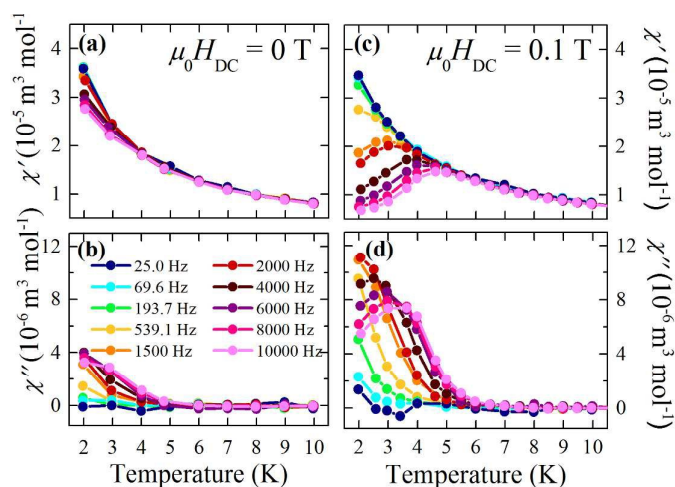 (a) μ₀H_DC = 0 T
(c) μ₀H_DC = 0.1 T
χ′ (10⁻⁵ m³ mol⁻¹)
4
3
2
1
χ′ (10⁻⁵ m³ mol⁻¹)
4
3
2
1
(b)
25.0 Hz 2000 Hz
69.6 Hz 4000 Hz
193.7 Hz 6000 Hz
539.1 Hz 8000 Hz
1500 Hz 10000 Hz
χ″ (10⁻⁶ m³ mol⁻¹)
12
8
4
0
(d)
χ″ (10⁻⁶ m³ mol⁻¹)
12
8
4
0
2 3 4 5 6 7 8 9 10
Temperature (K)
2 3 4 5 6 7 8 9 10
Temperature (K)